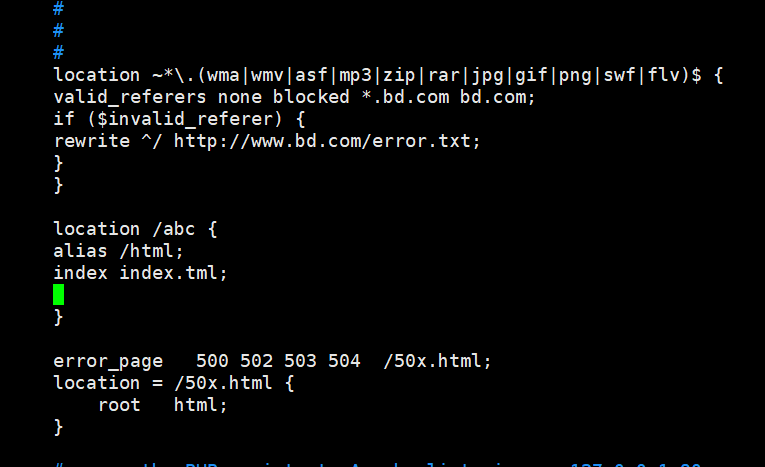 #
#
#
location ~*\.(wma|wmv|asf|mp3|zip|rar|jpg|gif|png|swf|flv)$ {
valid_referers none blocked *.bd.com bd.com;
if ($invalid_referer) {
rewrite ^/ http://www.bd.com/error.txt;
}
}
location /abc {
alias /html;
index index.tml;
}
error_page   500 502 503 504  /50x.html;
location = /50x.html {
root   html;
}
#